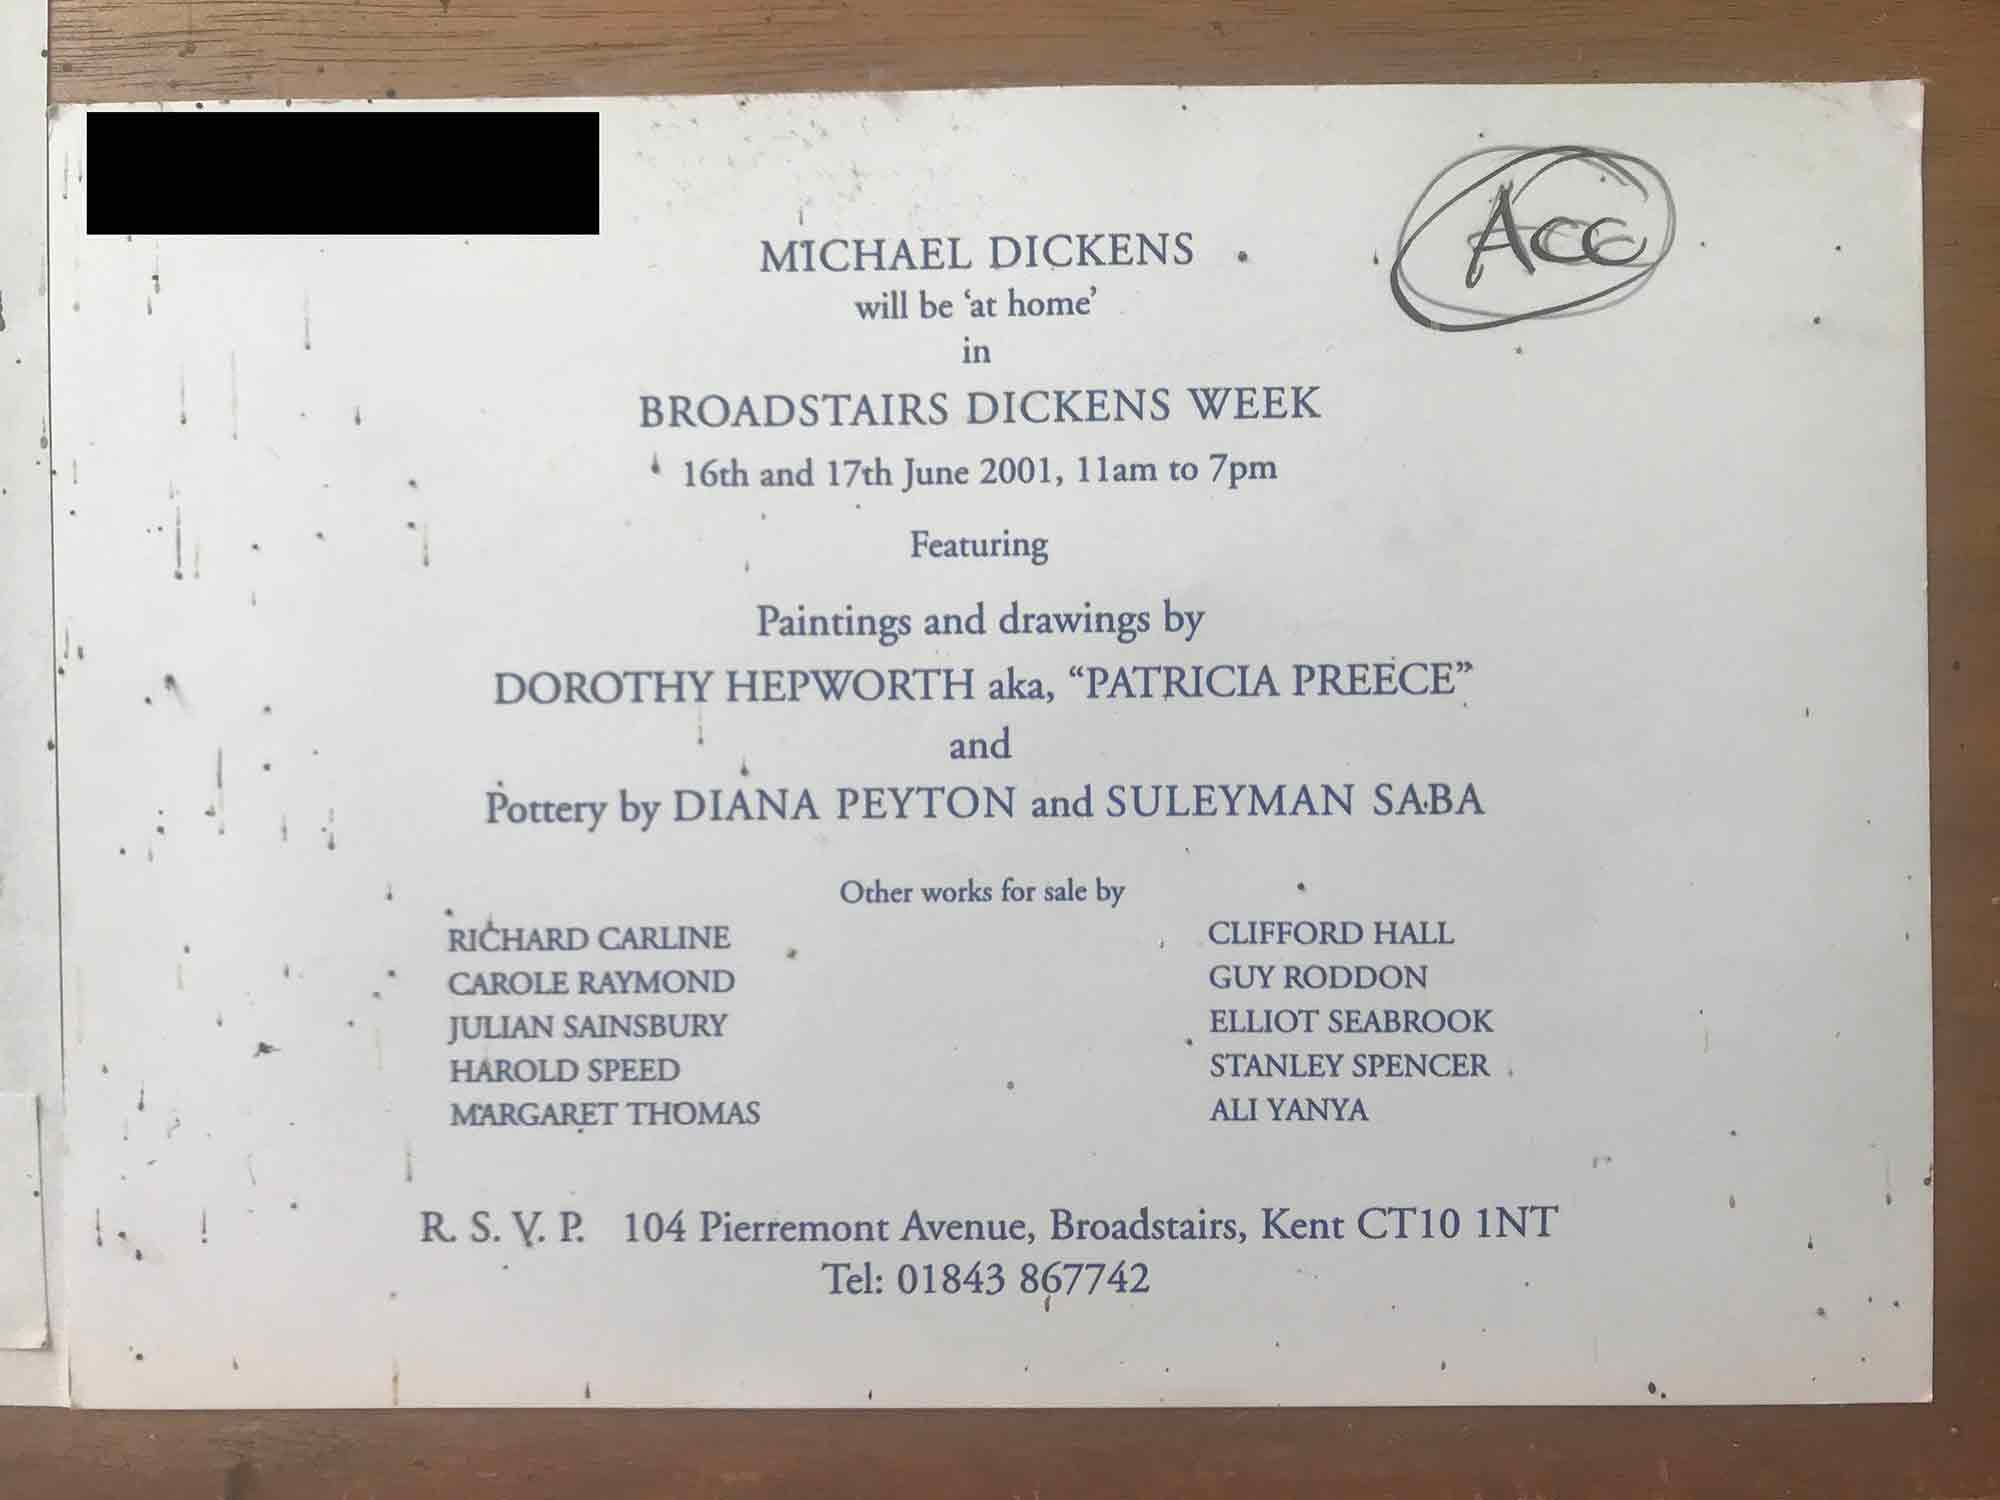 Acc
MICHAEL DICKENS
will be ‘at home’
in
BROADSTAIRS DICKENS WEEK
16th and 17th June 2001, 11am to 7pm
Featuring
Paintings and drawings by
DOROTHY HEPWORTH aka, “PATRICIA PREECE”
and
Pottery by DIANA PEYTON and SULEYMAN SABA
Other works for sale by
RICHARD CARLINE
CAROLE RAYMOND
JULIAN SAINSBURY
HAROLD SPEED
MARGARET THOMAS
CLIFFORD HALL
GUY RODDON
ELLIOT SEABROOK
STANLEY SPENCER
ALI YANYA
R. S. V. P. 104 Pierremont Avenue, Broadstairs, Kent CT10 1NT
Tel: 01843 867742